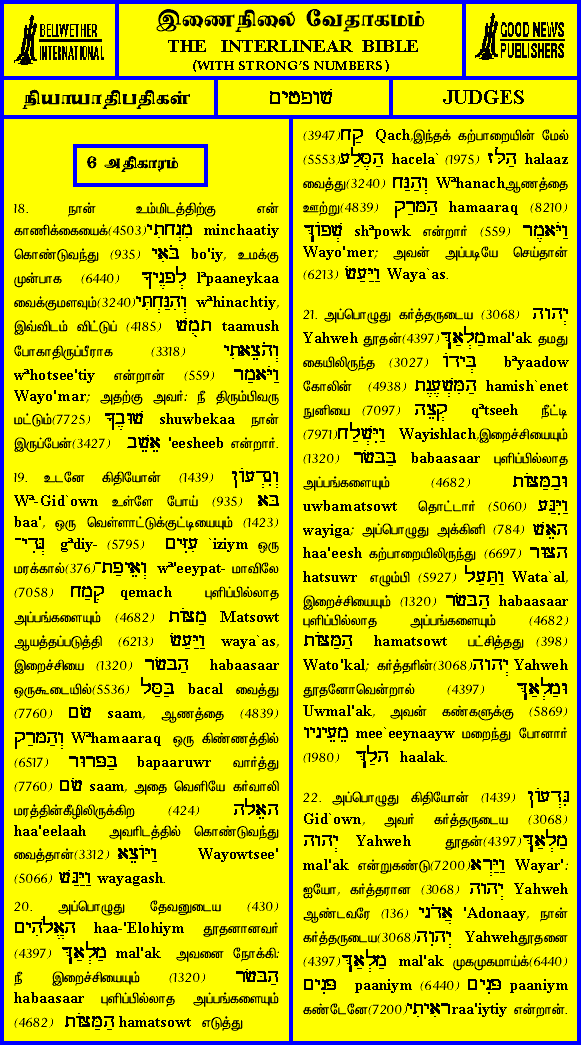 BELLWETHER
INTERNATIONAL
இணைநிலை வேதாகமம்
THE INTERLINEAR BIBLE
(WITH STRONG'S NUMBERS)
GOOD NEWS
PUBLISHERS
நியாயாதிபதிகள்
שופטים
JUDGES
6 அதிகாரம்
18. நான் உம்மிடத்திற்கு என்
காணிக்கையைக்(4503) מִנְחָתִי minchaatiy
கொண்டுவந்து (935) בֹּאִי bo'iy, உமக்கு
முன்பாக (6440) לְפָנֶיךָ lªpaaneykaa
வைக்குமளவும்(3240) וְהִנַּחְתִּי wªhinachtiy,
இவ்விடம் விட்டுப் (4185) תָמֻשׁ taamush
போகாதிருப்பீராக (3318) וְהֹצֵאתִי
wªhotsee'tiy என்றான் (559) וַיֹּאמַר
Wayo'mar; அதற்கு அவர்: நீ திரும்பிவரு
மட்டும்(7725) שׁוּבֶךָ shuwbekaa நான்
இருப்பேன்(3427) אֵשֵׁב 'eesheeb என்றார்.
19. உடனே கிதியோன் (1439) וְגִדְעוֹן
Wª-Gid`own உள்ளே போய் (935) בָּא
baa', ஒரு வெள்ளாட்டுக்குட்டியையும் (1423)
גְּדִי־ gªdiy- (5795) עִזִּים `iziym ஒரு
மரக்கால்(376) וְאֵיפַת־ wª'eeypat- மாவிலே
(7058) קֶמַח qemach புளிப்பில்லாத
அப்பங்களையும் (4682) מַצּוֹת Matsowt
ஆயத்தப்படுத்தி (6213) וַיַּעַשׂ waya`as,
இறைச்சியை (1320) הַבָּשָׂר habaasaar
ஒருகூடையில்(5536) בַּסַּל bacal வைத்து
(7760) שָׂם saam, ஆணத்தை (4839)
וְהַמָּרַק Wªhamaaraq ஒரு கிண்ணத்தில்
(6517) בַּפָּרוּר bapaaruwr வார்த்து
(7760) שָׂם saam, அதை வெளியே கர்வாலி
மரத்தின்கீழிலிருக்கிற (424) הָאֵלָה
haa'eelaah அவரிடத்தில் கொண்டுவந்து
வைத்தான்(3312) וַיּוֹצֵא Wayowtsee'
(5066) וַיַּגַּשׁ wayagash.
20. அப்பொழுது தேவனுடைய (430)
הָאֱלֹהִים haa-'Elohiym தூதனானவர்
(4397) מַלְאַךְ mal'ak அவனை நோக்கி:
நீ இறைச்சியையும் (1320) הַבָּשָׂר
habaasaar புளிப்பில்லாத அப்பங்களையும்
(4682) הַמַּצּוֹת hamatsowt எடுத்து
(3947) קַח Qach,இந்தக் கற்பாறையின் மேல்
(5553) הַסֶּלַע hacela` (1975) הַלָּז halaaz
வைத்து(3240) וְהַנַּח Wªhanachஆணத்தை
ஊற்று(4839) הַמָּרַק hamaaraq (8210)
שְׁפוֹךְ shªpowk என்றார் (559) וַיֹּאמֶר
Wayo'mer; அவன் அப்படியே செய்தான்
(6213) וַיַּעַשׂ Waya`as.
21. அப்பொழுது கர்த்தருடைய (3068) יְהוָה
Yahweh தூதன்(4397) מַלְאַךְ mal'ak தமது
கையிலிருந்த (3027) בְּיָדוֹ bªyaadow
கோலின் (4938) הַמִּשְׁעֶנֶת hamish`enet
நுனியை (7097) קְצֵה qªtseeh நீட்டி
(7971) וַיִּשְׁלַח Wayishlach,இறைச்சியையும்
(1320) בַּבָּשָׂר babaasaar புளிப்பில்லாத
அப்பங்களையும் (4682) וּבַמַּצּוֹת
uwbamatsowt தொட்டார் (5060) וַיִּגַּע
wayiga; அப்பொழுது அக்கினி (784) הָאֵשׁ
haa'eesh கற்பாறையிலிருந்து (6697) הַצּוּר
hatsuwr எழும்பி (5927) וַתַּעַל Wata`al,
இறைச்சியையும் (1320) הַבָּשָׂר habaasaar
புளிப்பில்லாத அப்பங்களையும் (4682)
הַמַּצּוֹת hamatsowt பட்சித்தது (398)
Wato'kal; கர்த்தரின்(3068) יְהוָה Yahweh
தூதனோவென்றால் (4397) וּמַלְאַךְ
Uwmal'ak, அவன் கண்களுக்கு (5869)
מֵעֵינָיו mee`eeynaayw மறைந்து போனார்
(1980) הָלַךְ haalak.
22. அப்பொழுது கிதியோன் (1439) גִּדְעוֹן
Gid`own, அவர் கர்த்தருடைய (3068)
יְהוָה Yahweh தூதன்(4397) מַלְאַךְ
mal'ak என்றுகண்டு(7200) וַיַּרְא Wayar':
ஐயோ, கர்த்தரான (3068) יְהוִה Yahweh
ஆண்டவரே (136) אֲדֹנָי 'Adonaay, நான்
கர்த்தருடைய(3068) יְהוָה Yahwehதூதனை
(4397) מַלְאַךְ mal'ak முகமுகமாய்க்(6440)
פָּנִים paaniym (6440) פָּנִים paaniym
கண்டேனே(7200) רָאִיתִי raa'iytiy என்றான்.